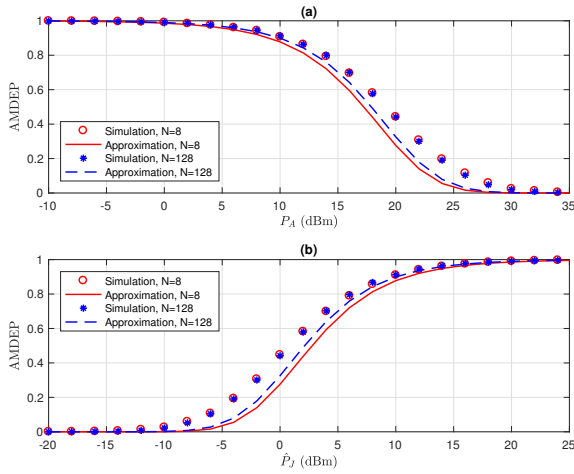 (a)
AMDEP
1
0.8
0.6
0.4
0.2
0
Simulation, N=8
Approximation, N=8
Simulation, N=128
Approximation, N=128
-10 -5 0 5 10 15 20 25 30 35
P_A (dBm)
(b)
AMDEP
1
0.8
0.6
0.4
0.2
0
Simulation, N=8
Approximation, N=8
Simulation, N=128
Approximation, N=128
-20 -15 -10 -5 0 5 10 15 20 25
P̂_J (dBm)